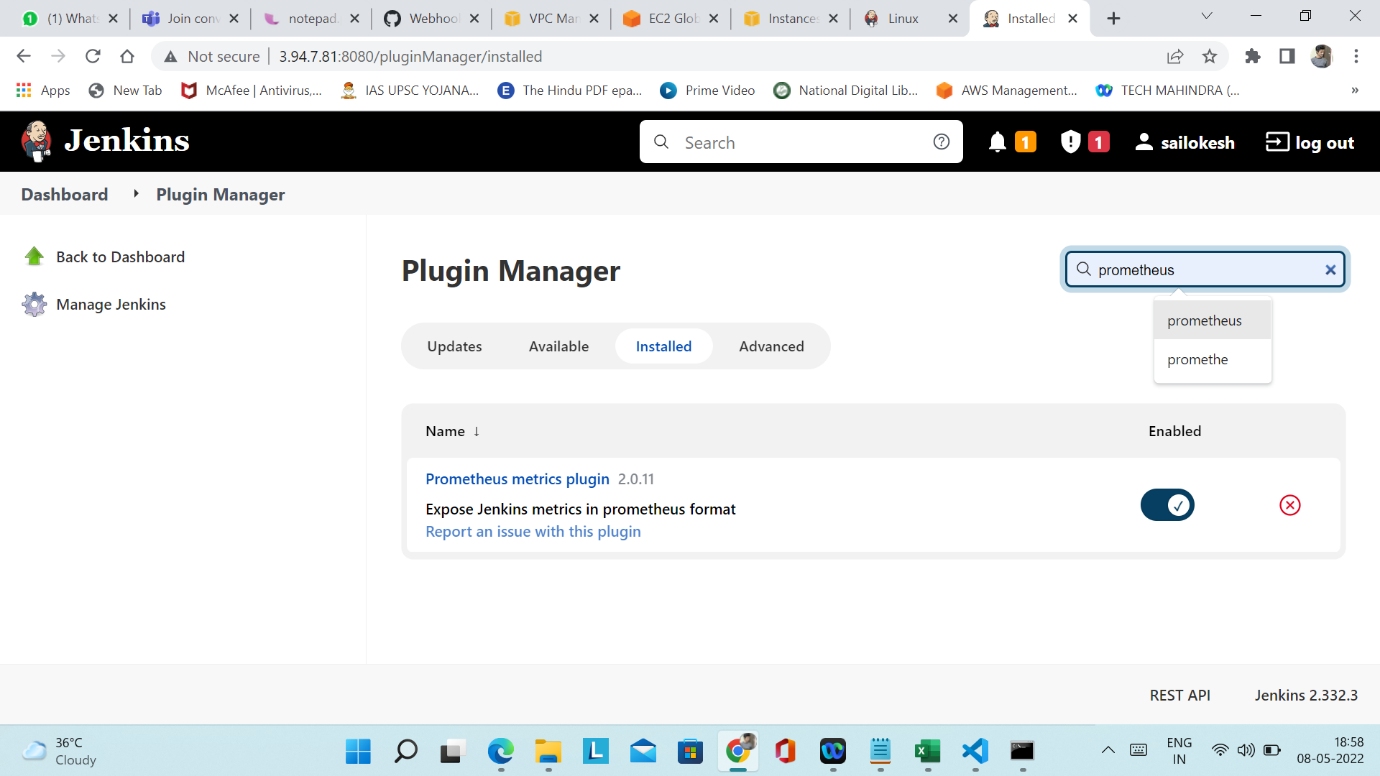 (1) Whats
Join conv
notepad.
Webhoo
VPC Man
EC2 Glob
Instances
Linux
Installed
Not secure
3.94.7.81:8080/pluginManager/installed
Apps
New Tab
McAfee | Antivirus,...
IAS UPSC YOJANA...
The Hindu PDF epa...
Prime Video
National Digital Lib...
AWS Management...
TECH MAHINDRA (...
»
Jenkins
Search
1
1
sailokesh
log out
Dashboard
Plugin Manager
Back to Dashboard
Manage Jenkins
Plugin Manager
prometheus
prometheus
promethe
Updates
Available
Installed
Advanced
Name ↓
Enabled
Prometheus metrics plugin 2.0.11
Expose Jenkins metrics in prometheus format
Report an issue with this plugin
REST API
Jenkins 2.332.3
36°C
Cloudy
ENG
IN
18:58
08-05-2022